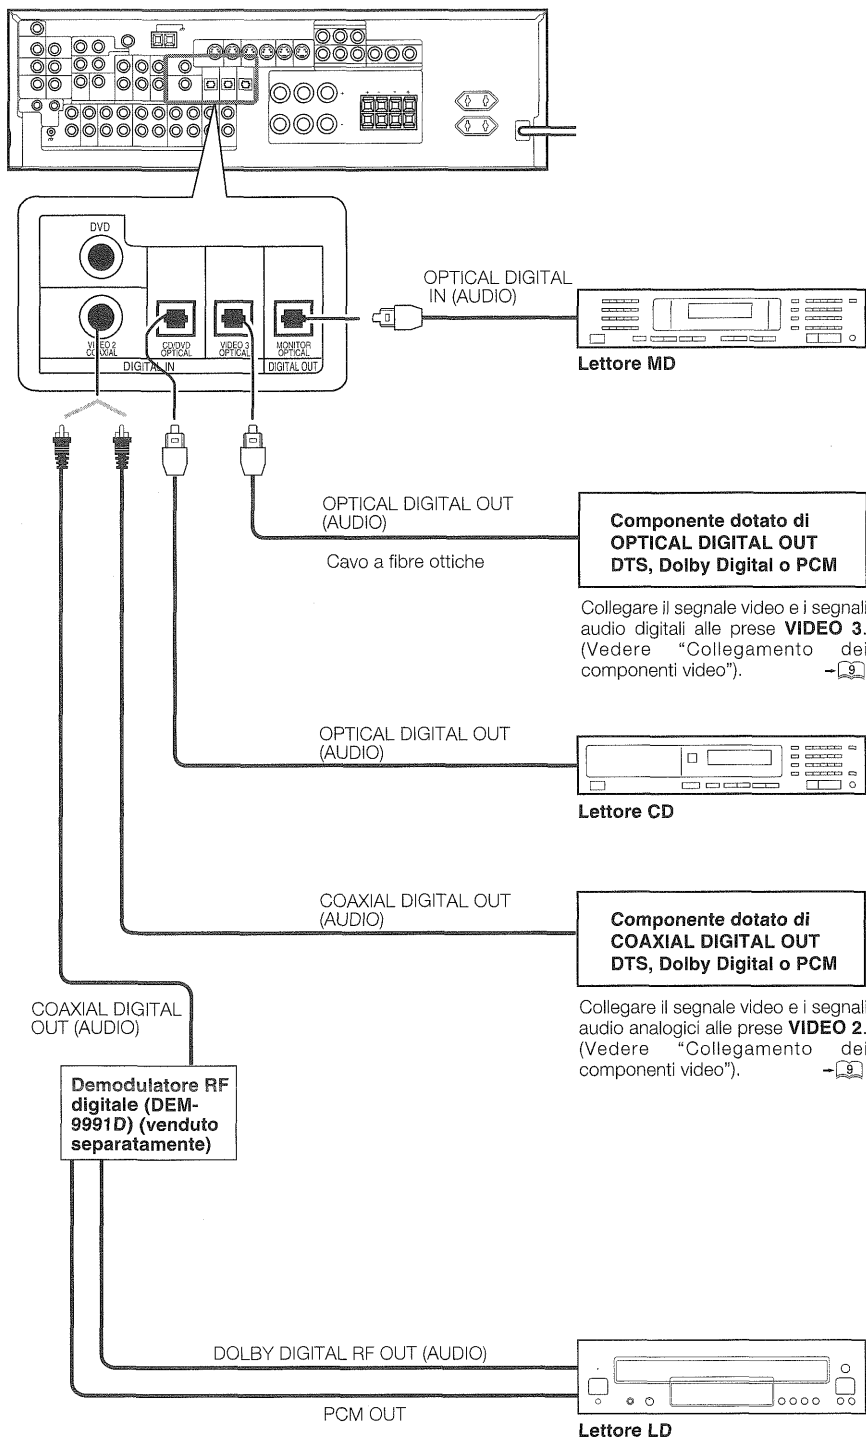 DVD
VIDEO 2
COAXIAL
CD/DVD
OPTICAL
VIDEO 3
OPTICAL
MONITOR
OPTICAL
DIGITAL IN
DIGITAL OUT
OPTICAL DIGITAL
IN (AUDIO)
Lettore MD
OPTICAL DIGITAL OUT
(AUDIO)
Cavo a fibre ottiche
Componente dotato di
OPTICAL DIGITAL OUT
DTS, Dolby Digital o PCM
Collegare il segnale video e i segnali
audio digitali alle prese VIDEO 3.
(Vedere "Collegamento dei
componenti video"). → 9
OPTICAL DIGITAL OUT
(AUDIO)
Lettore CD
COAXIAL DIGITAL OUT
(AUDIO)
Componente dotato di
COAXIAL DIGITAL OUT
DTS, Dolby Digital o PCM
Collegare il segnale video e i segnali
audio analogici alle prese VIDEO 2.
(Vedere "Collegamento dei
componenti video"). → 9
COAXIAL DIGITAL
OUT (AUDIO)
Demodulatore RF
digitale (DEM-
9991D) (venduto
separatamente)
DOLBY DIGITAL RF OUT (AUDIO)
PCM OUT
Lettore LD